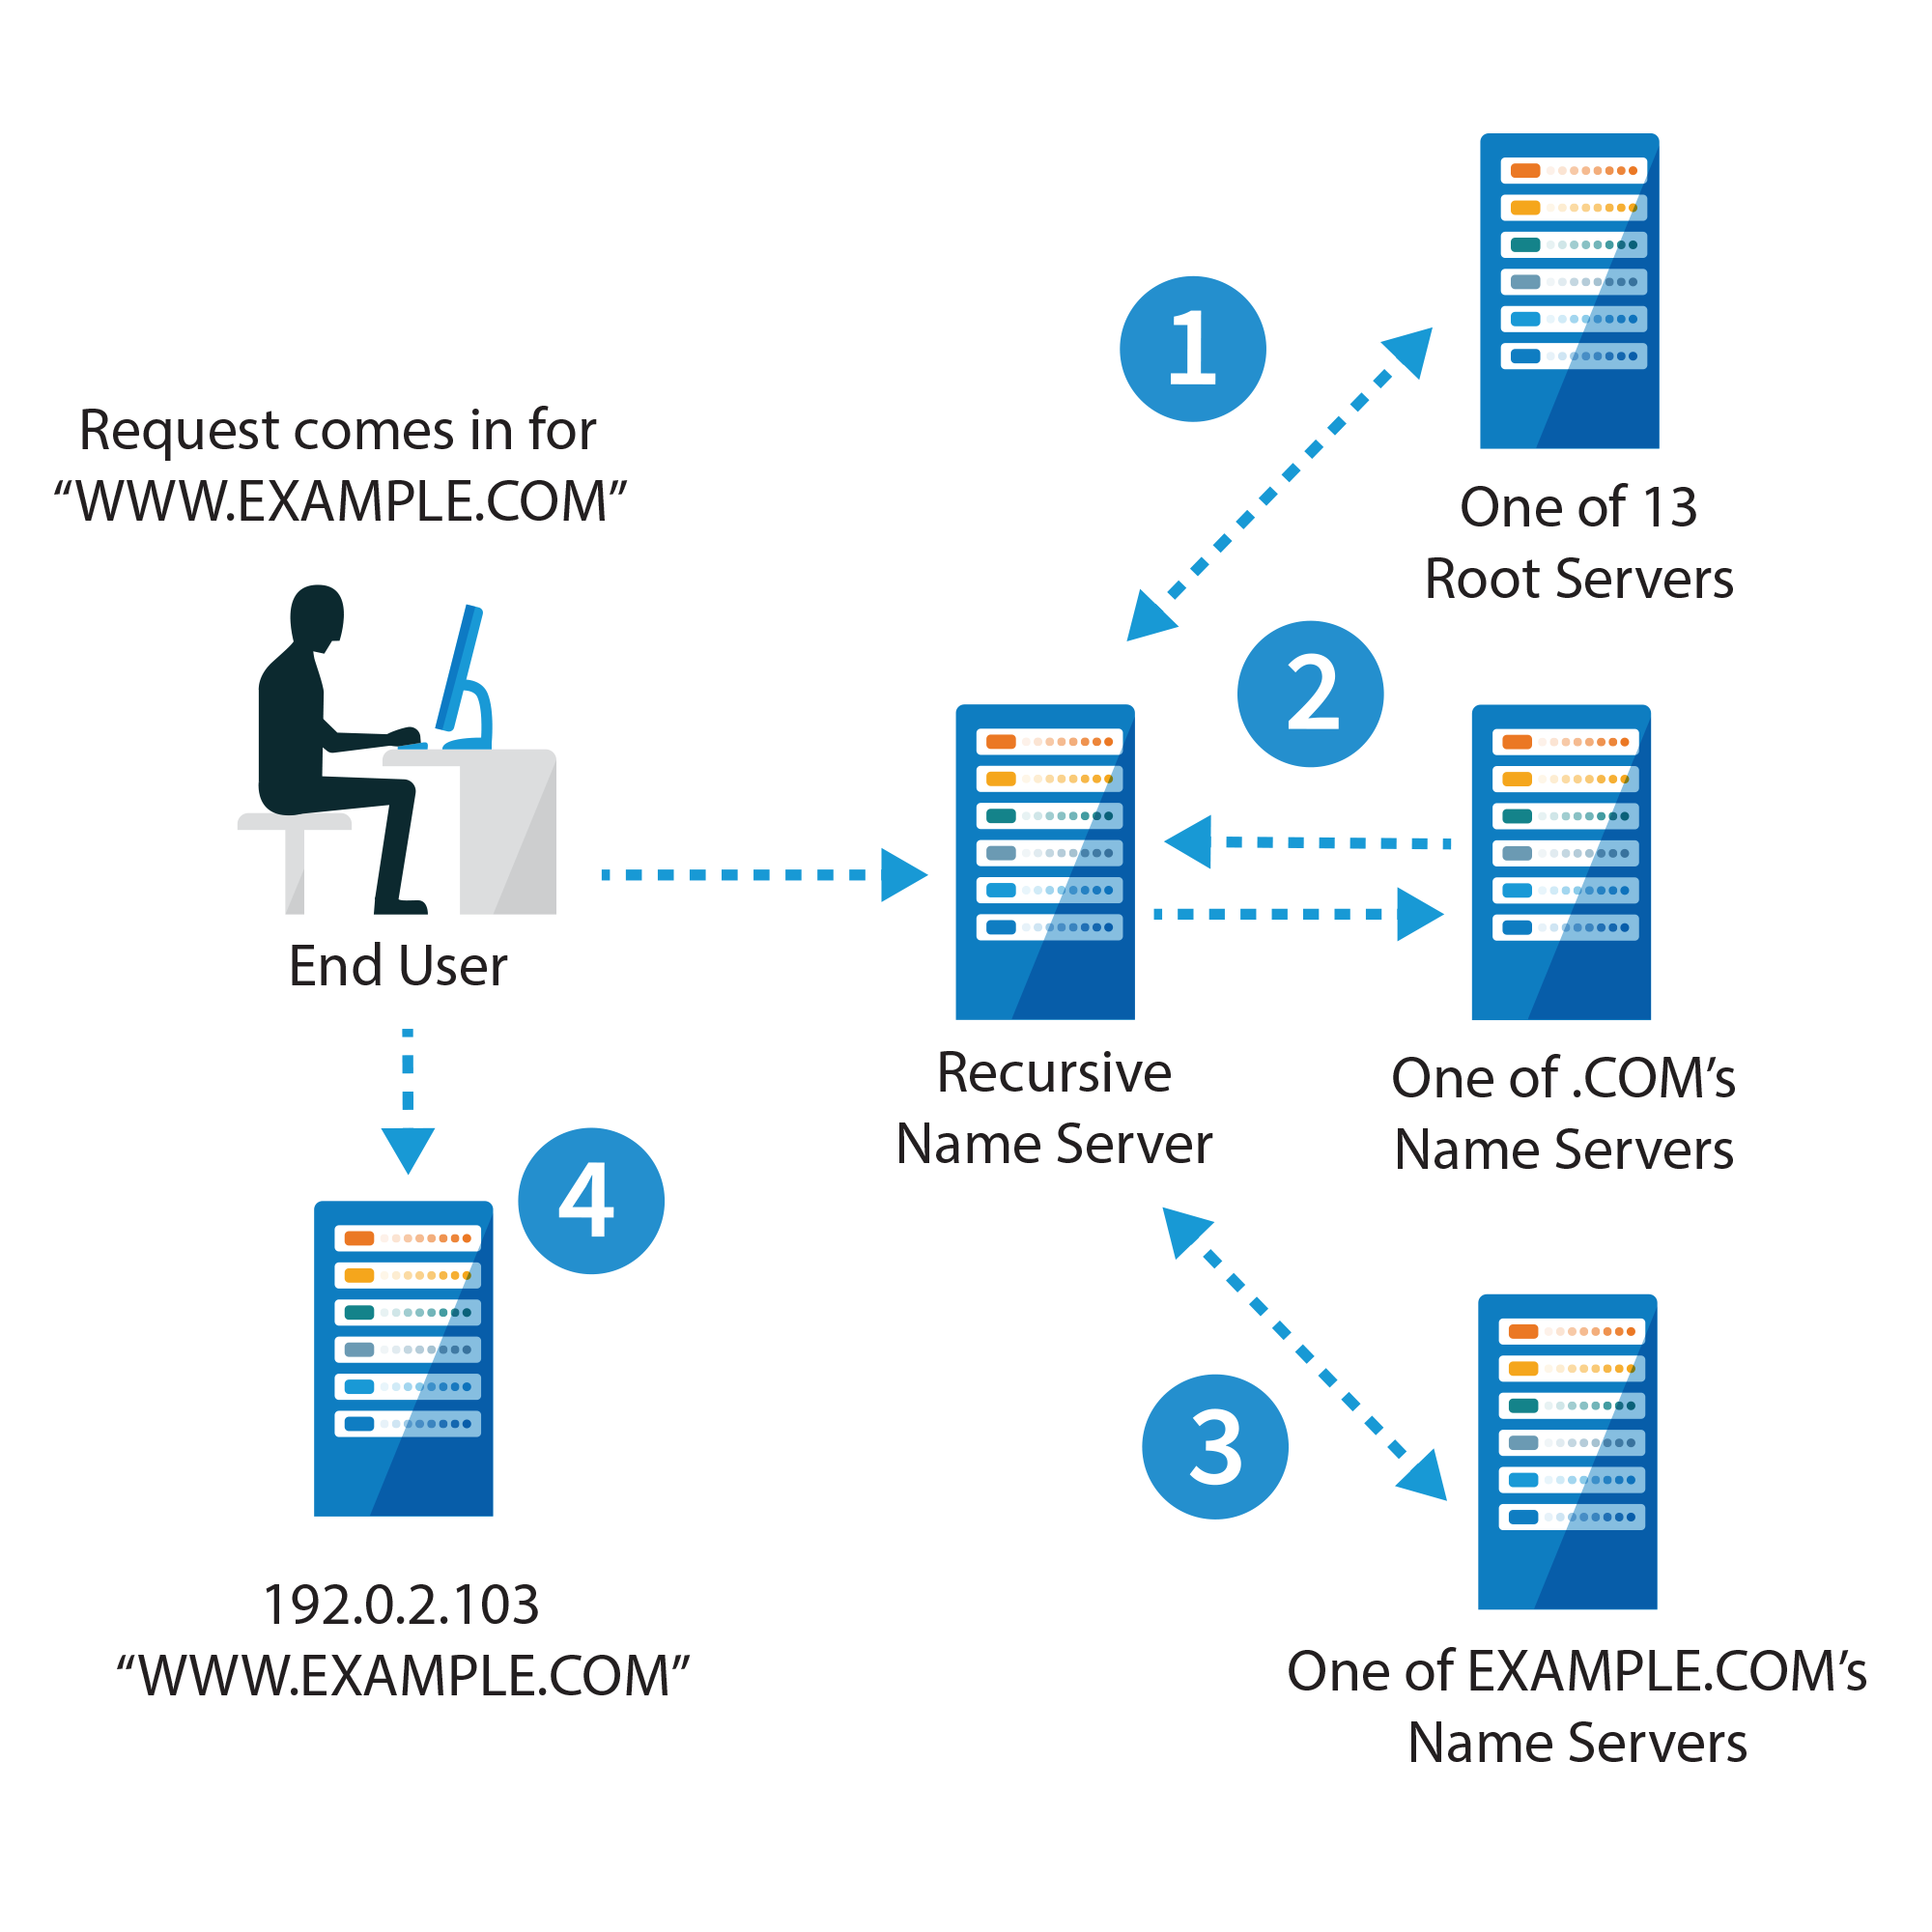 Request comes in for
“WWW.EXAMPLE.COM”
End User
1
One of 13
Root Servers
2
Recursive
Name Server
One of .COM’s
Name Servers
3
One of EXAMPLE.COM’s
Name Servers
4
192.0.2.103
“WWW.EXAMPLE.COM”